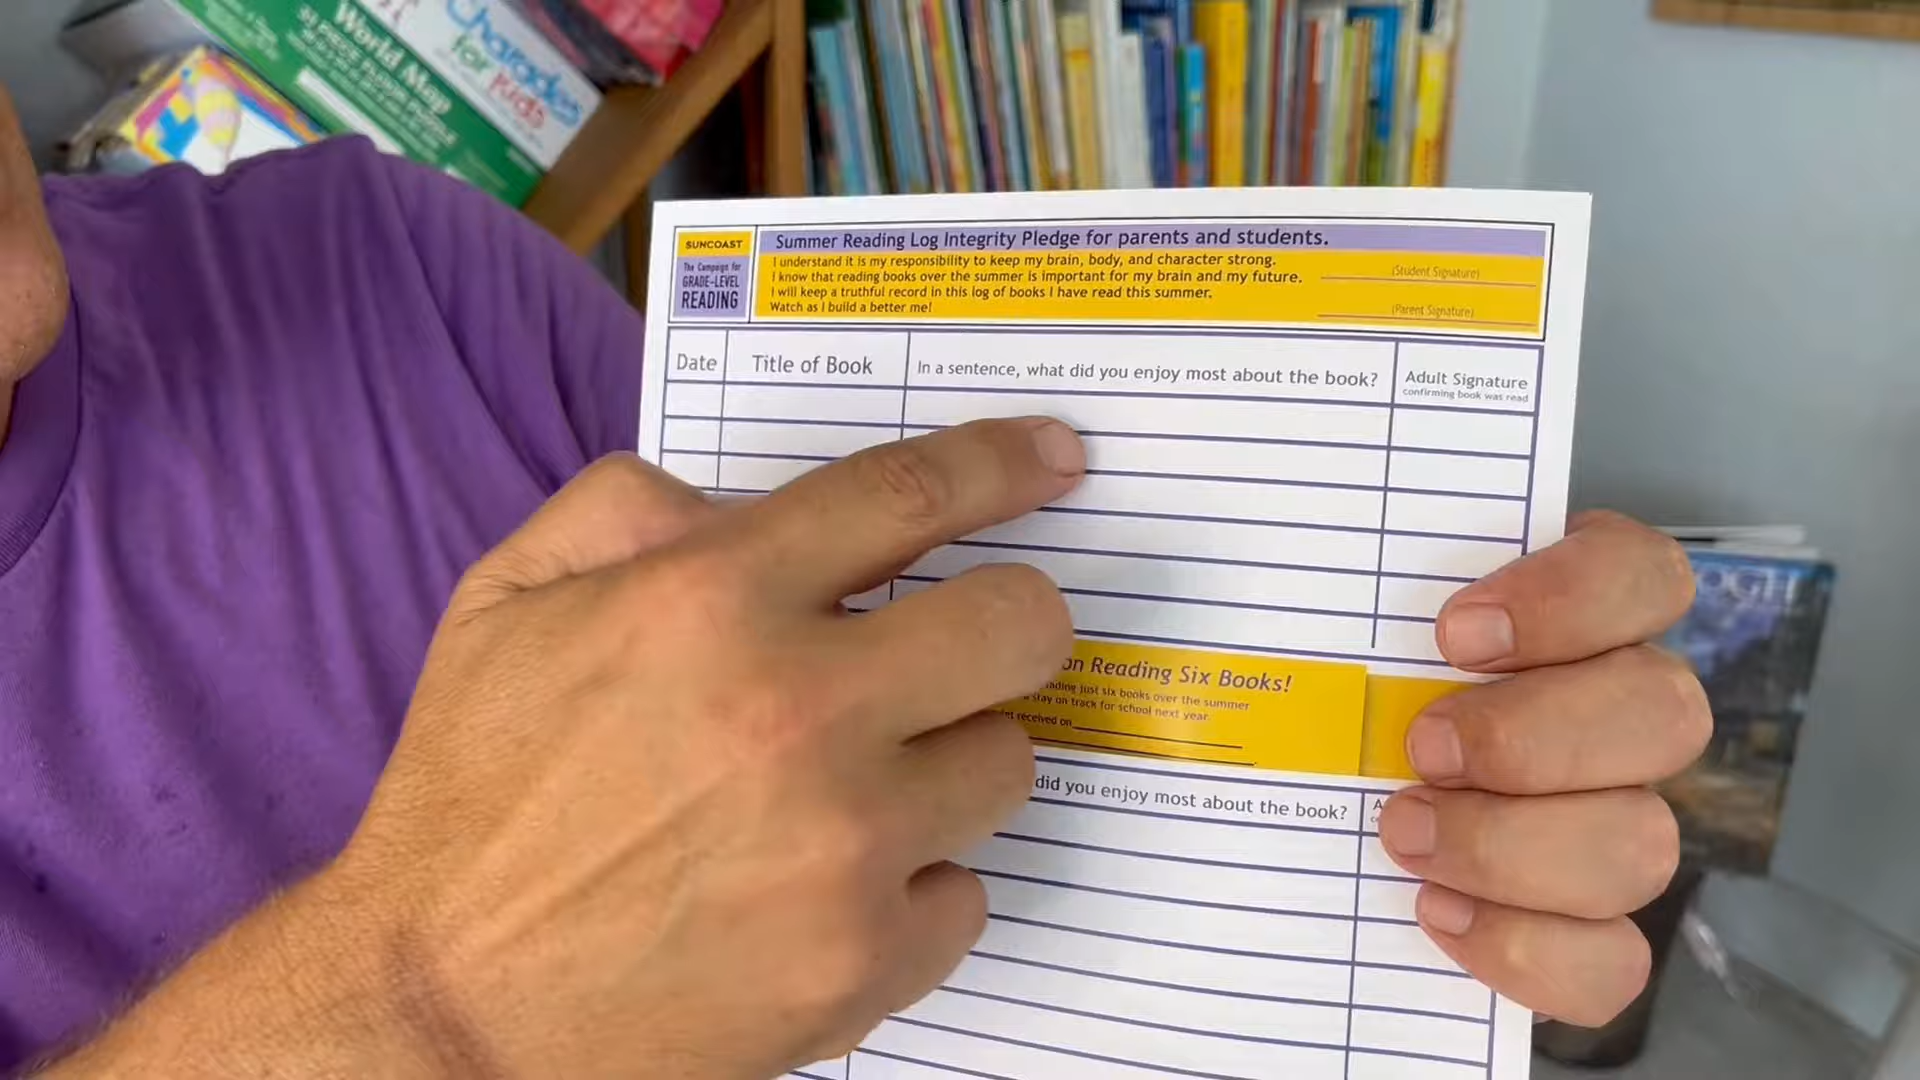 Charades
for Kids
World Map
SUNCOAST
The Campaign for
GRADE-LEVEL
READING
Summer Reading Log Integrity Pledge for parents and students.
I understand it is my responsibility to keep my brain, body, and character strong.
I know that reading books over the summer is important for my brain and my future.
I will keep a truthful record in this log of books I have read this summer.
Watch as I build a better me!
(Student Signature)
(Parent Signature)
Date
Title of Book
In a sentence, what did you enjoy most about the book?
Adult Signature
confirming book was read
on Reading Six Books!
just six books over the summer
stay on track for school next year.
received on
did you enjoy most about the book?